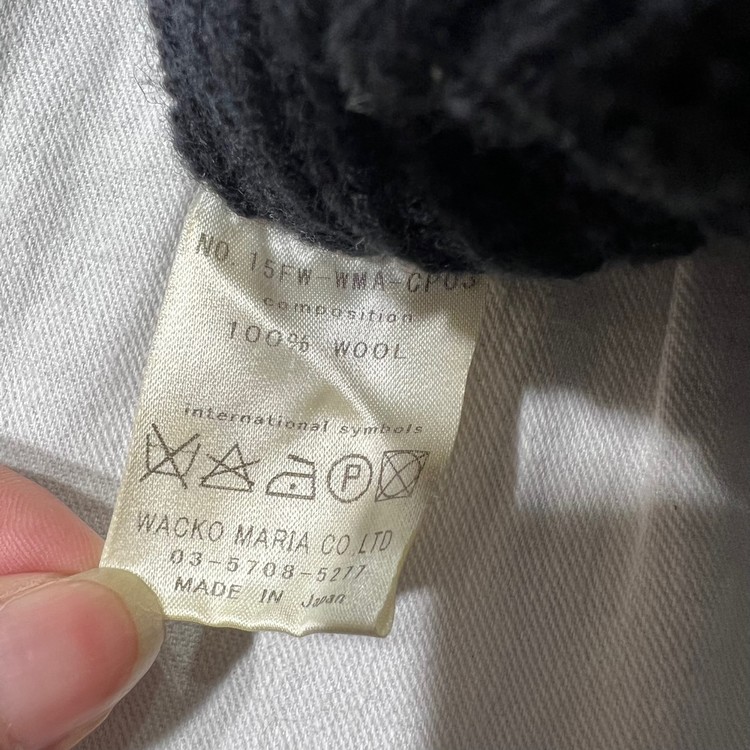 NO. 15FW-WMA-CP03
composition
100% WOOL
international symbols
P
WACKO MARIA CO.LTD
03-5708-5277
MADE IN Japan